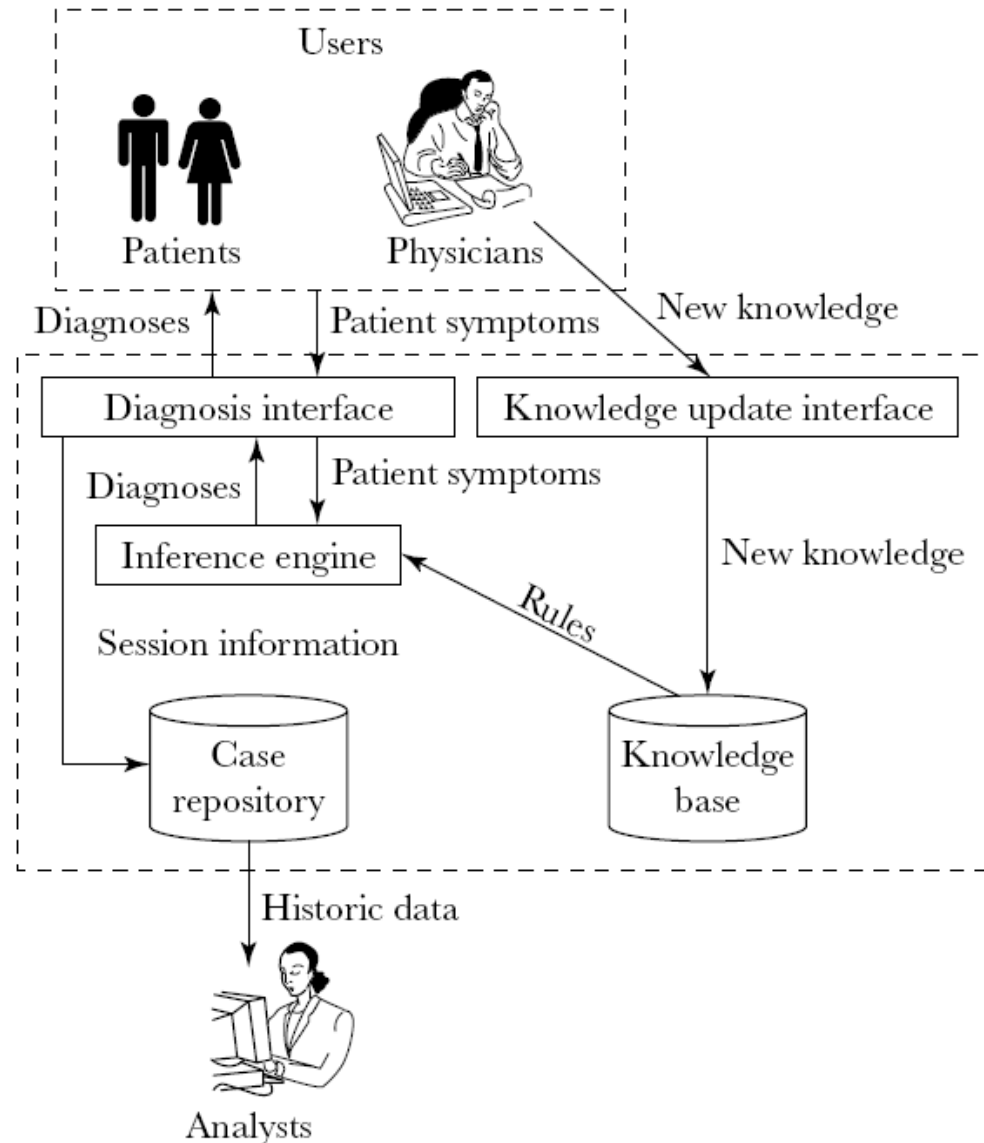 Users
Patients
Physicians
Diagnoses
Patient symptoms
New knowledge
Diagnosis interface
Knowledge update interface
Diagnoses
Patient symptoms
Inference engine
New knowledge
Rules
Session information
Case
repository
Knowledge
base
Historic data
Analysts